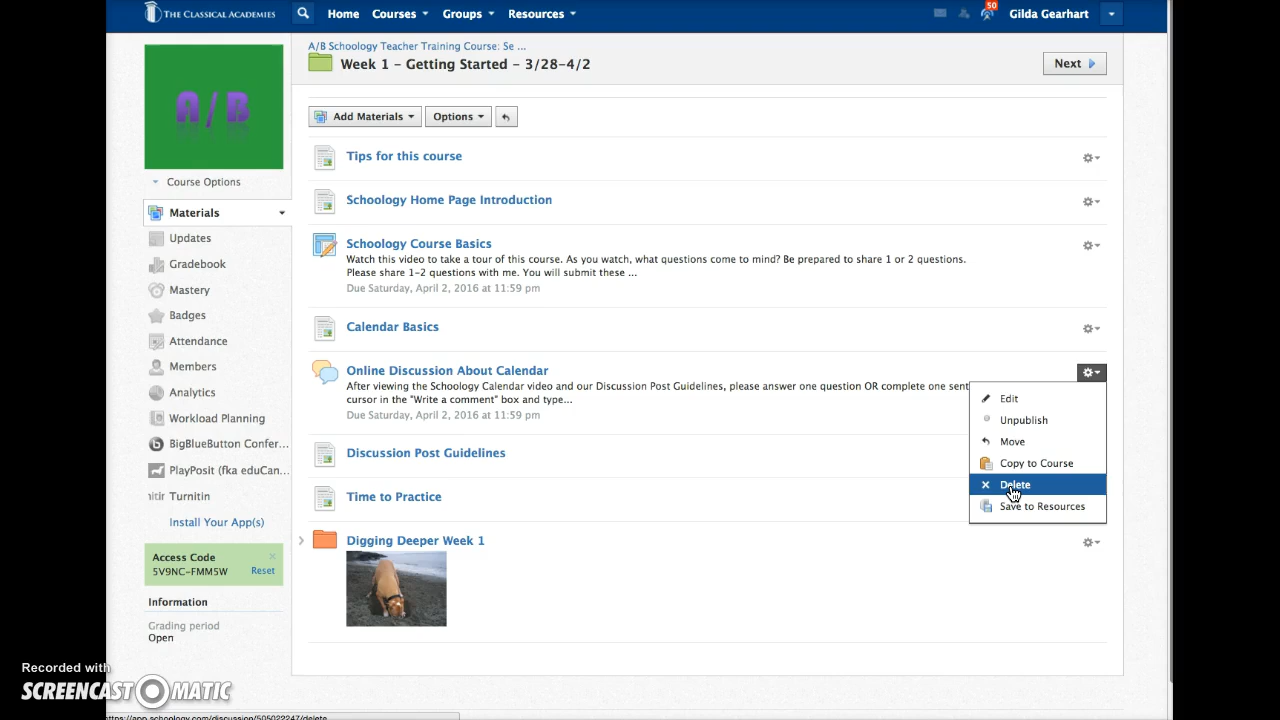 THE CLASSICAL ACADEMIES
Home
Courses
Groups
Resources
50
Gilda Gearhart
A/B
Course Options
Materials
Updates
Gradebook
Mastery
Badges
Attendance
Members
Analytics
Workload Planning
BigBlueButton Confer...
PlayPosit (fka eduCan...
nitir Turnitin
Install Your App(s)
Access Code
5V9NC-FMM5W Reset
Information
Grading period
Open
A/B Schoology Teacher Training Course: Se ...
Week 1 - Getting Started - 3/28-4/2
Next
Add Materials
Options
Tips for this course
Schoology Home Page Introduction
Schoology Course Basics
Watch this video to take a tour of this course. As you watch, what questions come to mind? Be prepared to share 1 or 2 questions.
Please share 1-2 questions with me. You will submit these ...
Due Saturday, April 2, 2016 at 11:59 pm
Calendar Basics
Online Discussion About Calendar
After viewing the Schoology Calendar video and our Discussion Post Guidelines, please answer one question OR complete one sent
cursor in the "Write a comment" box and type...
Due Saturday, April 2, 2016 at 11:59 pm
Edit
Unpublish
Move
Copy to Course
Delete
Save to Resources
Discussion Post Guidelines
Time to Practice
Digging Deeper Week 1
Recorded with
SCREENCAST-O-MATIC
https://app.schoology.com/discussion/505022247/delete